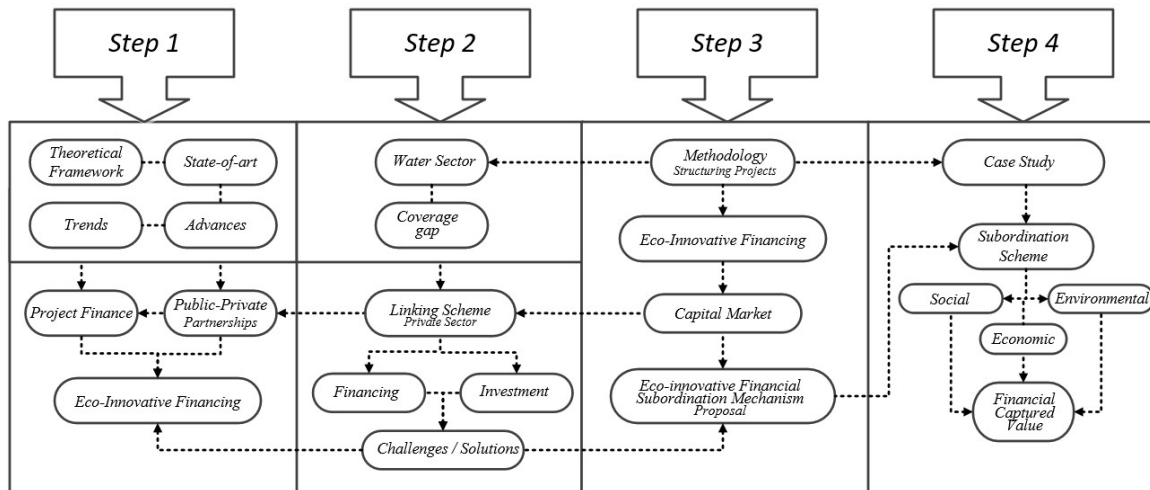 Step 1
Step 2
Step 3
Step 4
Theoretical
Framework
State-of-art
Trends
Advances
Project Finance
Public-Private
Partnerships
Eco-Innovative Financing
Water Sector
Coverage
gap
Linking Scheme
Private Sector
Financing
Investment
Challenges / Solutions
Methodology
Structuring Projects
Eco-Innovative Financing
Capital Market
Eco-innovative Financial
Subordination Mechanism
Proposal
Case Study
Subordination
Scheme
Social
Environmental
Economic
Financial
Captured
Value